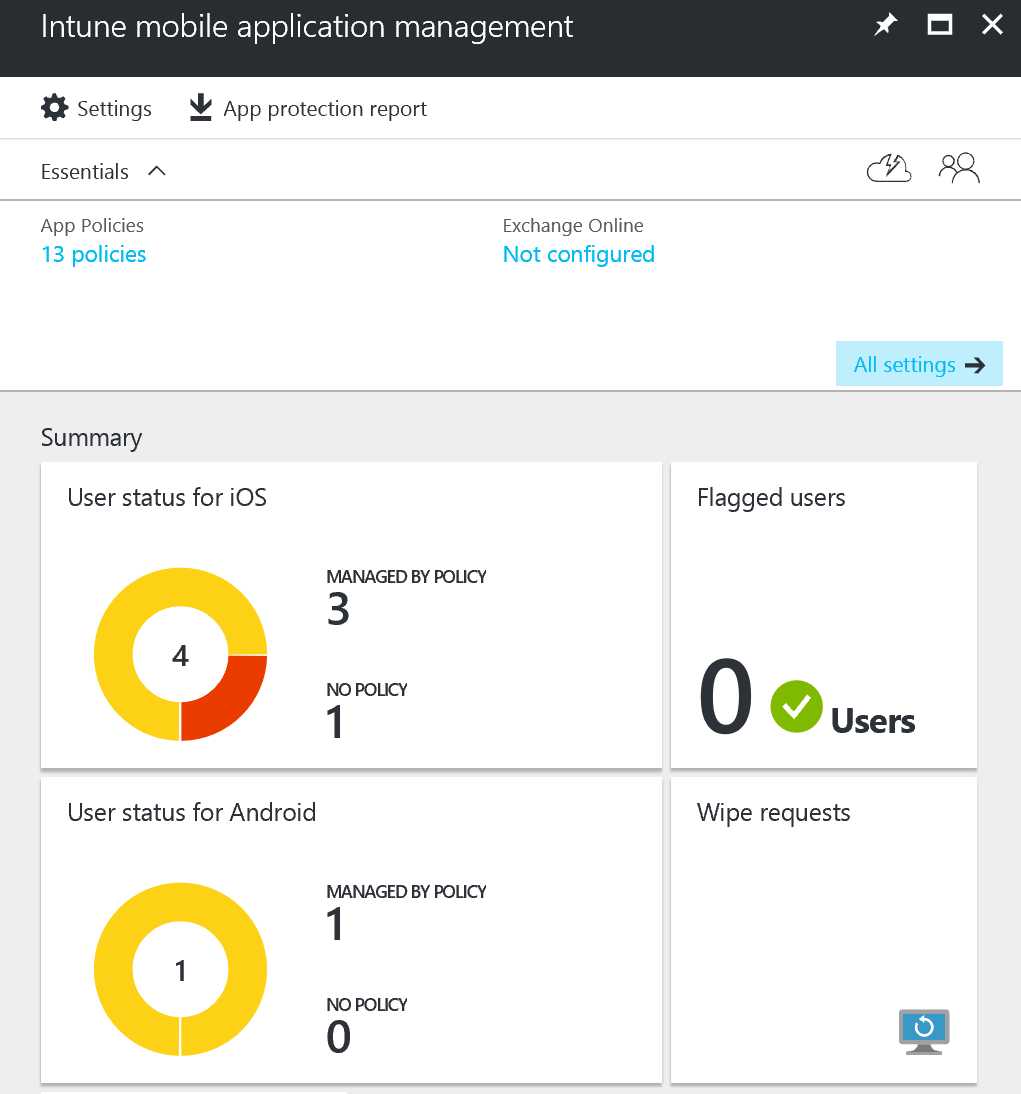 Intune mobile application management
Settings
App protection report
Essentials
App Policies
13 policies
Exchange Online
Not configured
All settings
Summary
User status for iOS
4
MANAGED BY POLICY
3
NO POLICY
1
Flagged users
0 Users
User status for Android
1
MANAGED BY POLICY
1
NO POLICY
0
Wipe requests